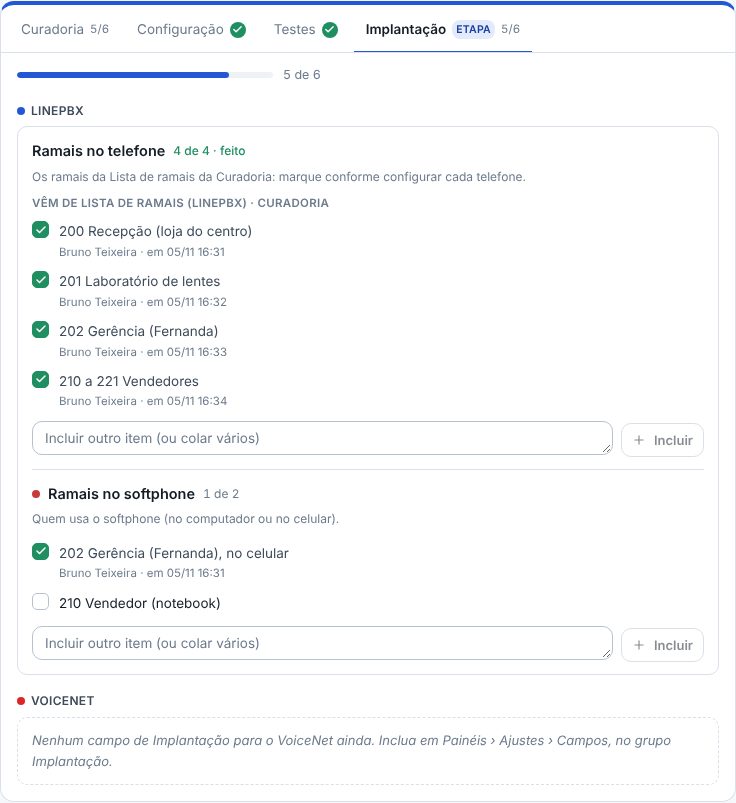 Curadoria 5/6 Configuração Testes Implantação ETAPA 5/6
5 de 6
LINEPBX
Ramais no telefone 4 de 4 · feito
Os ramais da Lista de ramais da Curadoria: marque conforme configurar cada telefone.
VÊM DE LISTA DE RAMAIS (LINEPBX) · CURADORIA
200 Recepção (loja do centro)
Bruno Teixeira · em 05/11 16:31
201 Laboratório de lentes
Bruno Teixeira · em 05/11 16:32
202 Gerência (Fernanda)
Bruno Teixeira · em 05/11 16:33
210 a 221 Vendedores
Bruno Teixeira · em 05/11 16:34
Incluir outro item (ou colar vários) + Incluir
Ramais no softphone 1 de 2
Quem usa o softphone (no computador ou no celular).
202 Gerência (Fernanda), no celular
Bruno Teixeira · em 05/11 16:31
210 Vendedor (notebook)
Incluir outro item (ou colar vários) + Incluir
VOICENET
Nenhum campo de Implantação para o VoiceNet ainda. Inclua em Painéis › Ajustes › Campos, no grupo
Implantação.